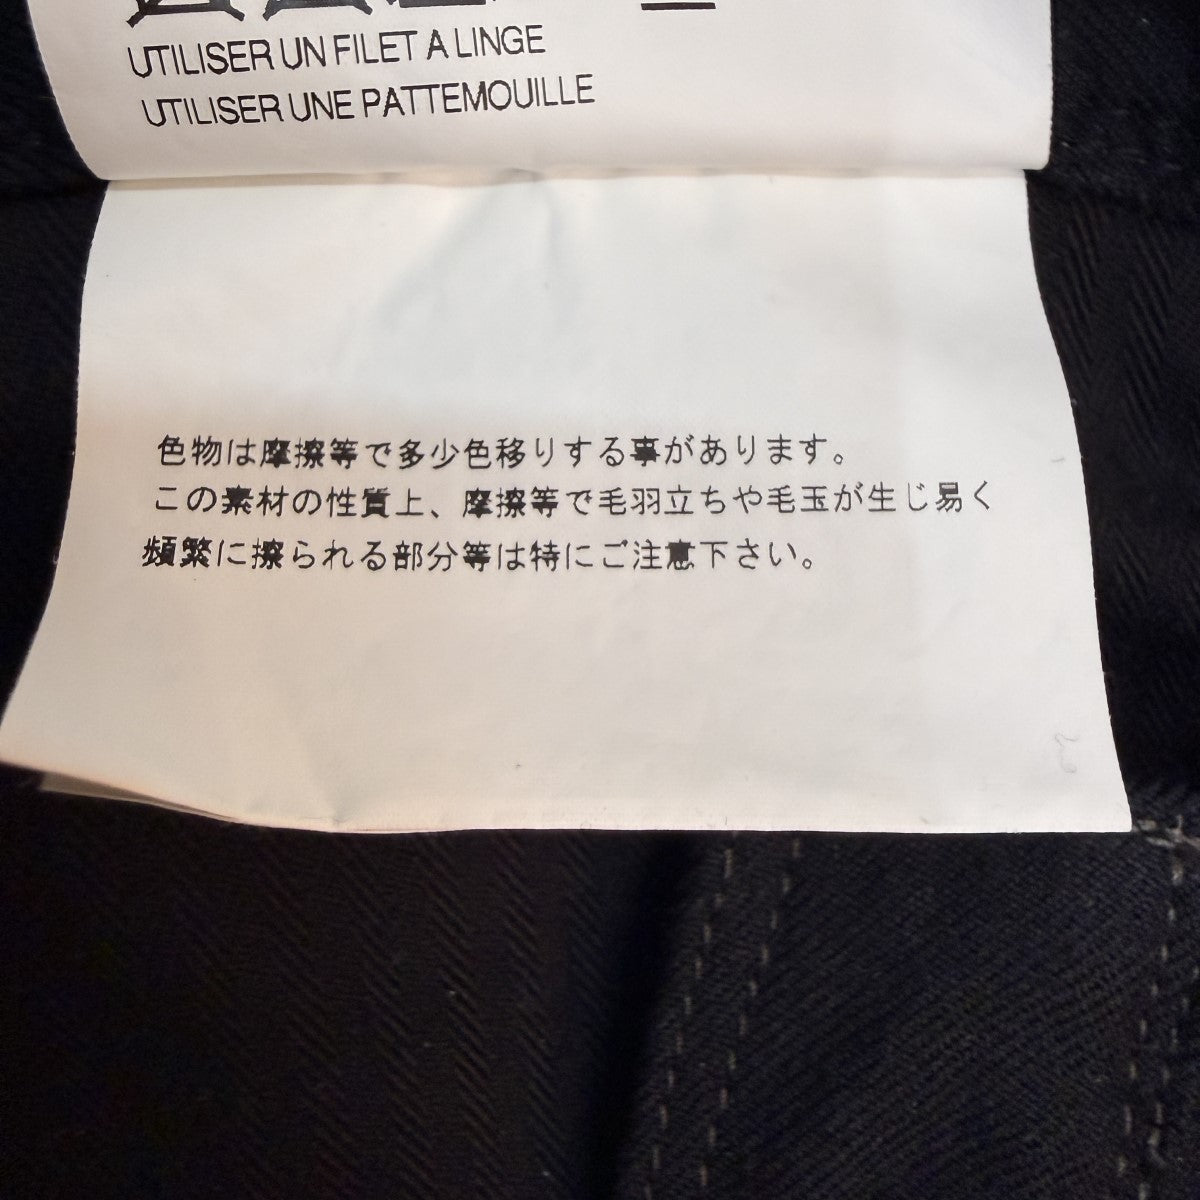 UTILISER UN FILET A LINGE
UTILISER UNE PATTEMOUILLE
色物は摩擦等で多少色移りする事があります。
この素材の性質上、摩擦等で毛羽立ちや毛玉が生じ易く
頻繁に擦られる部分等は特にご注意下さい。